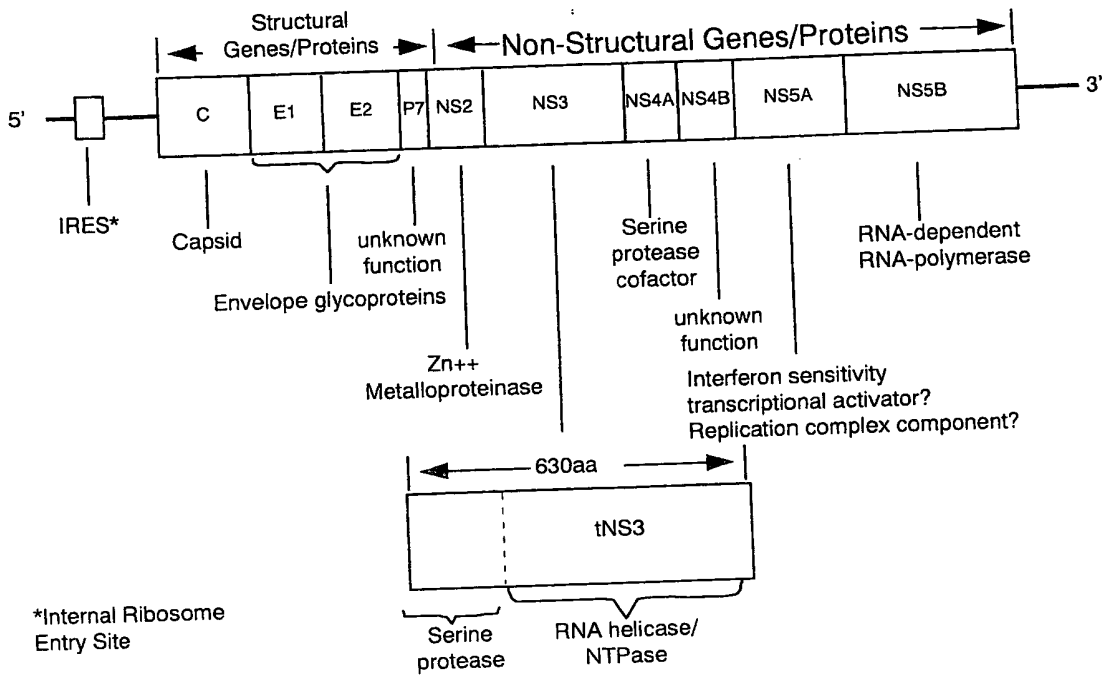 Structural
Genes/Proteins
Non-Structural Genes/Proteins
5'
C
E1
E2
P7
NS2
NS3
NS4A
NS4B
NS5A
NS5B
3'
IRES*
Capsid
unknown
function
Envelope glycoproteins
Zn++
Metalloproteinase
Serine
protease
cofactor
unknown
function
Interferon sensitivity
transcriptional activator?
Replication complex component?
RNA-dependent
RNA-polymerase
630aa
tNS3
Serine
protease
RNA helicase/
NTPase
*Internal Ribosome
Entry Site